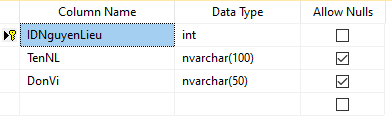 Column Name Data Type Allow Nulls
IDNguyenLieu int
TenNL nvarchar(100)
DonVi nvarchar(50)